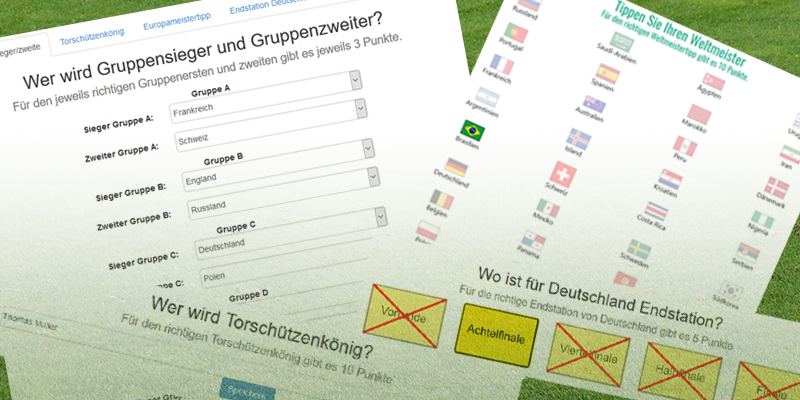 Torschützenkönig
Europameistertipp
Endstation
Wer wird Gruppensieger und Gruppenzweiter?
Für den jeweils richtigen Gruppenersten und zweiten gibt es jeweils 3 Punkte.
Gruppe A
Sieger Gruppe A:
Frankreich
Zweiter Gruppe A:
Schweiz
Gruppe B
Sieger Gruppe B:
England
Zweiter Gruppe B:
Russland
Gruppe C
Sieger Gruppe C:
Deutschland
Polen
Gruppe D
Tippen Sie Ihren Weltmeister
Für den richtigen Weltmeistertipp gibt es 10 Punkte.
Russland
Saudi-Arabien
Ägypten
Portugal
Spanien
Marokko
Iran
Frankreich
Australien
Peru
Dänemark
Argentinien
Island
Kroatien
Nigeria
Brasilien
Schweiz
Costa Rica
Serbien
Deutschland
Mexiko
Schweden
Südkorea
Belgien
Panama
Polen
Wer wird Torschützenkönig?
Für den richtigen Torschützenkönig gibt es 10 Punkte
Speichern
Wo ist für Deutschland Endstation?
Für die richtige Endstation von Deutschland gibt es 5 Punkte
Vorrunde
Achtelfinale
Viertelfinale
Halbfinale
Finale